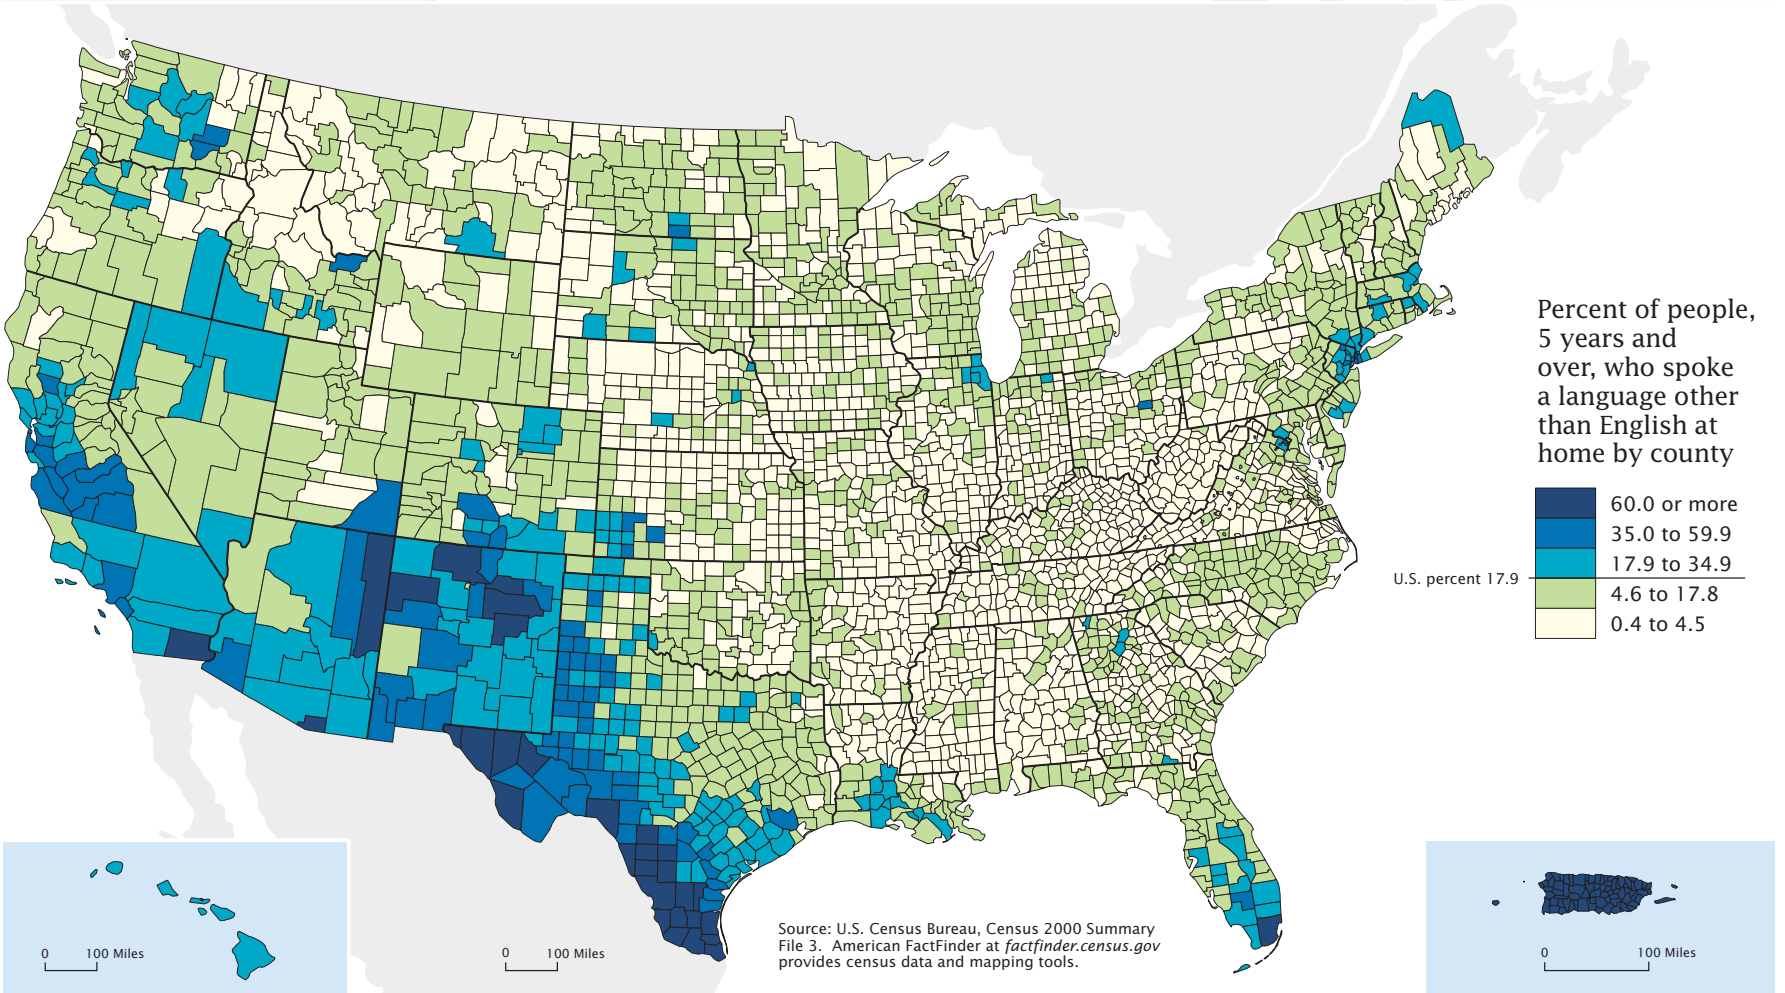 Percent of people,
5 years and
over, who spoke
a language other
than English at
home by county
60.0 or more
35.0 to 59.9
17.9 to 34.9
U.S. percent 17.9
4.6 to 17.8
0.4 to 4.5
0 100 Miles
0 100 Miles
Source: U.S. Census Bureau, Census 2000 Summary
File 3. American FactFinder at factfinder.census.gov
provides census data and mapping tools.
0 100 Miles